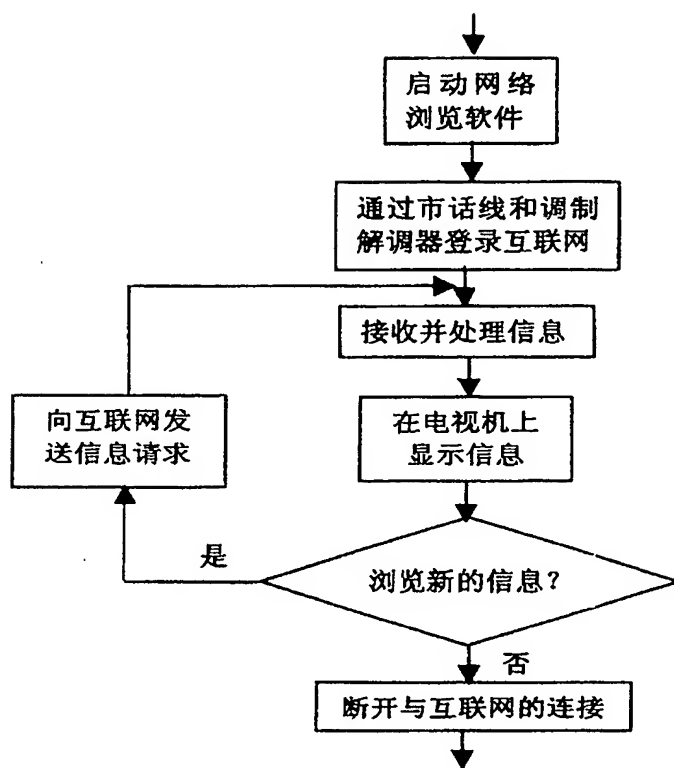 启动网络
浏览软件
通过市话线和调制
解调器登录互联网
接收并处理信息
向互联网发
送信息请求
在电视机上
显示信息
是
浏览新的信息？
否
断开与互联网的连接